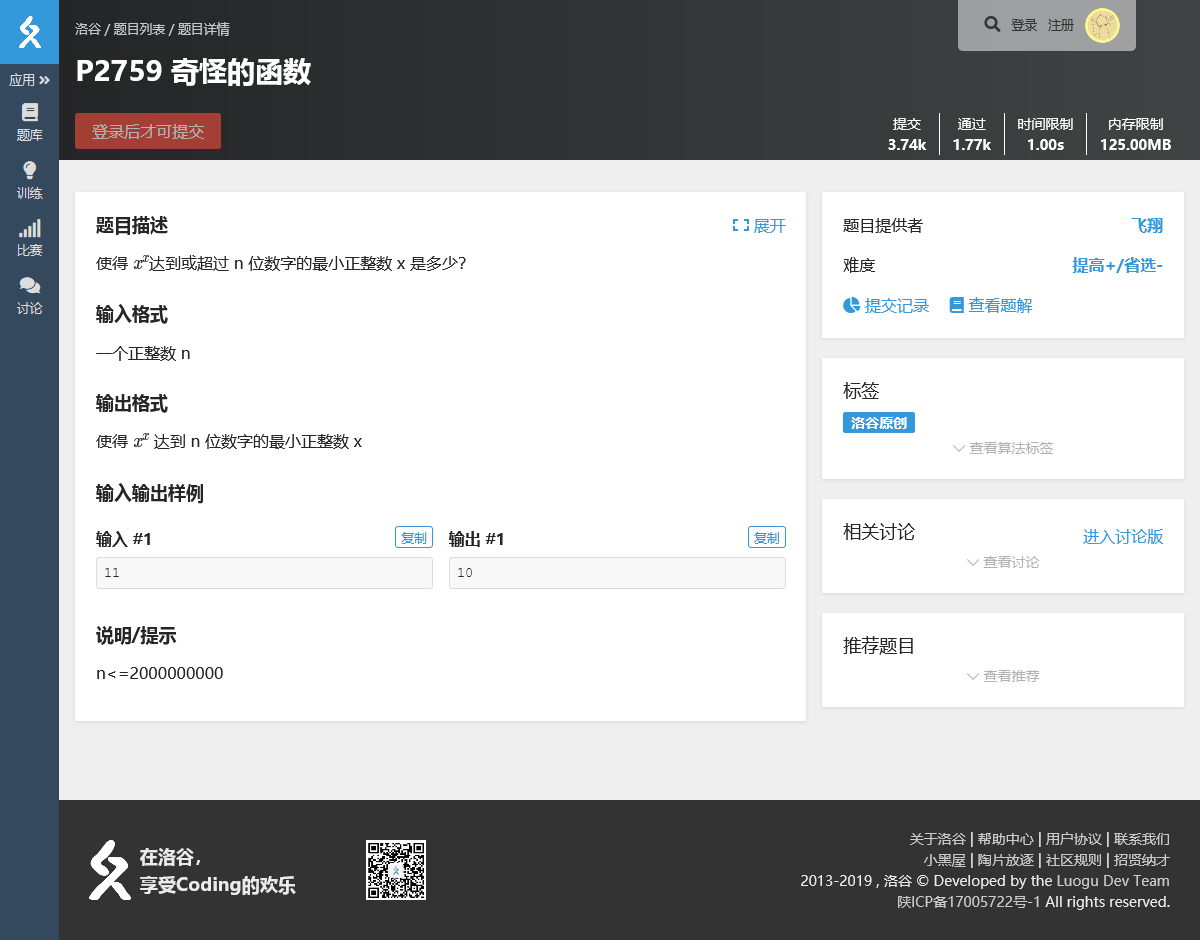 洛谷 / 题目列表 / 题目详情
登录 注册
P2759 奇怪的函数
登录后才可提交
提交 通过 时间限制 内存限制
3.74k 1.77k 1.00s 125.00MB
应用
题库
训练
比赛
讨论
题目描述
展开
使得 x^x达到或超过 n 位数字的最小正整数 x 是多少?
输入格式
一个正整数 n
输出格式
使得 x^x 达到 n 位数字的最小正整数 x
输入输出样例
输入 #1 复制 输出 #1 复制
11 10
说明/提示
n<=2000000000
题目提供者 飞翔
难度 提高+/省选-
提交记录 查看题解
标签
洛谷原创
查看算法标签
相关讨论 进入讨论版
查看讨论
推荐题目
查看推荐
在洛谷,
享受Coding的欢乐
关于洛谷 | 帮助中心 | 用户协议 | 联系我们
小黑屋 | 陶片放逐 | 社区规则 | 招贤纳才
2013-2019 , 洛谷 © Developed by the Luogu Dev Team
陕ICP备17005722号-1 All rights reserved.